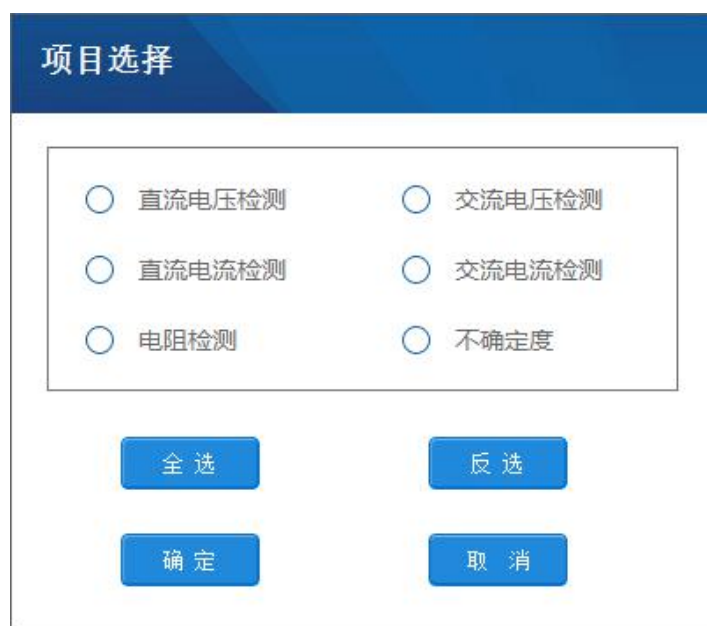 项目选择
直流电压检测 交流电压检测
直流电流检测 交流电流检测
电阻检测 不确定度
全选 反选
确定 取消